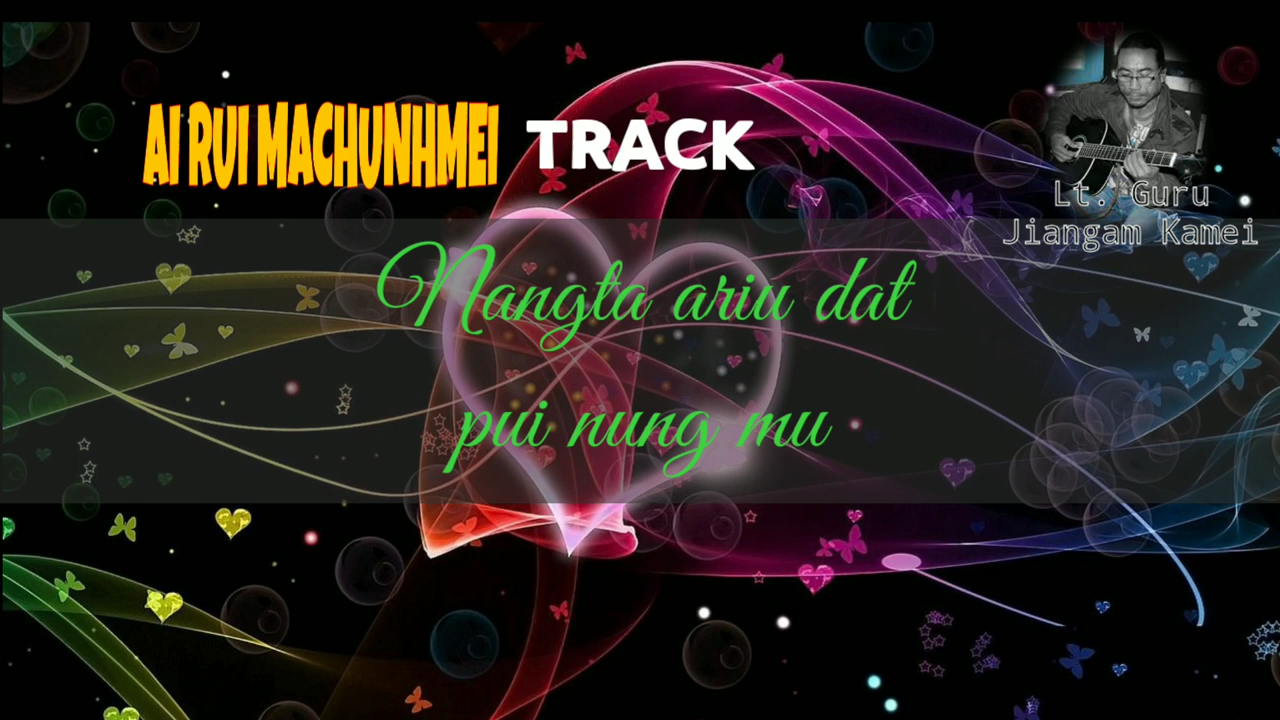 AI RUI MACHUNHMEI TRACK
Lt. Guru
Jiangam Kamei
Nangta ariu dat
pui nung mu